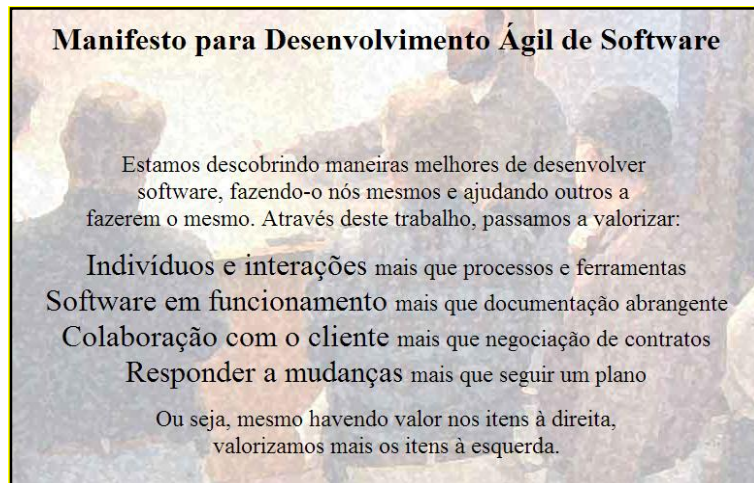 Manifesto para Desenvolvimento Ágil de Software
Estamos descobrindo maneiras melhores de desenvolver
software, fazendo-o nós mesmos e ajudando outros a
fazerem o mesmo. Através deste trabalho, passamos a valorizar:
Indivíduos e interações mais que processos e ferramentas
Software em funcionamento mais que documentação abrangente
Colaboração com o cliente mais que negociação de contratos
Responder a mudanças mais que seguir um plano
Ou seja, mesmo havendo valor nos itens à direita,
valorizamos mais os itens à esquerda.